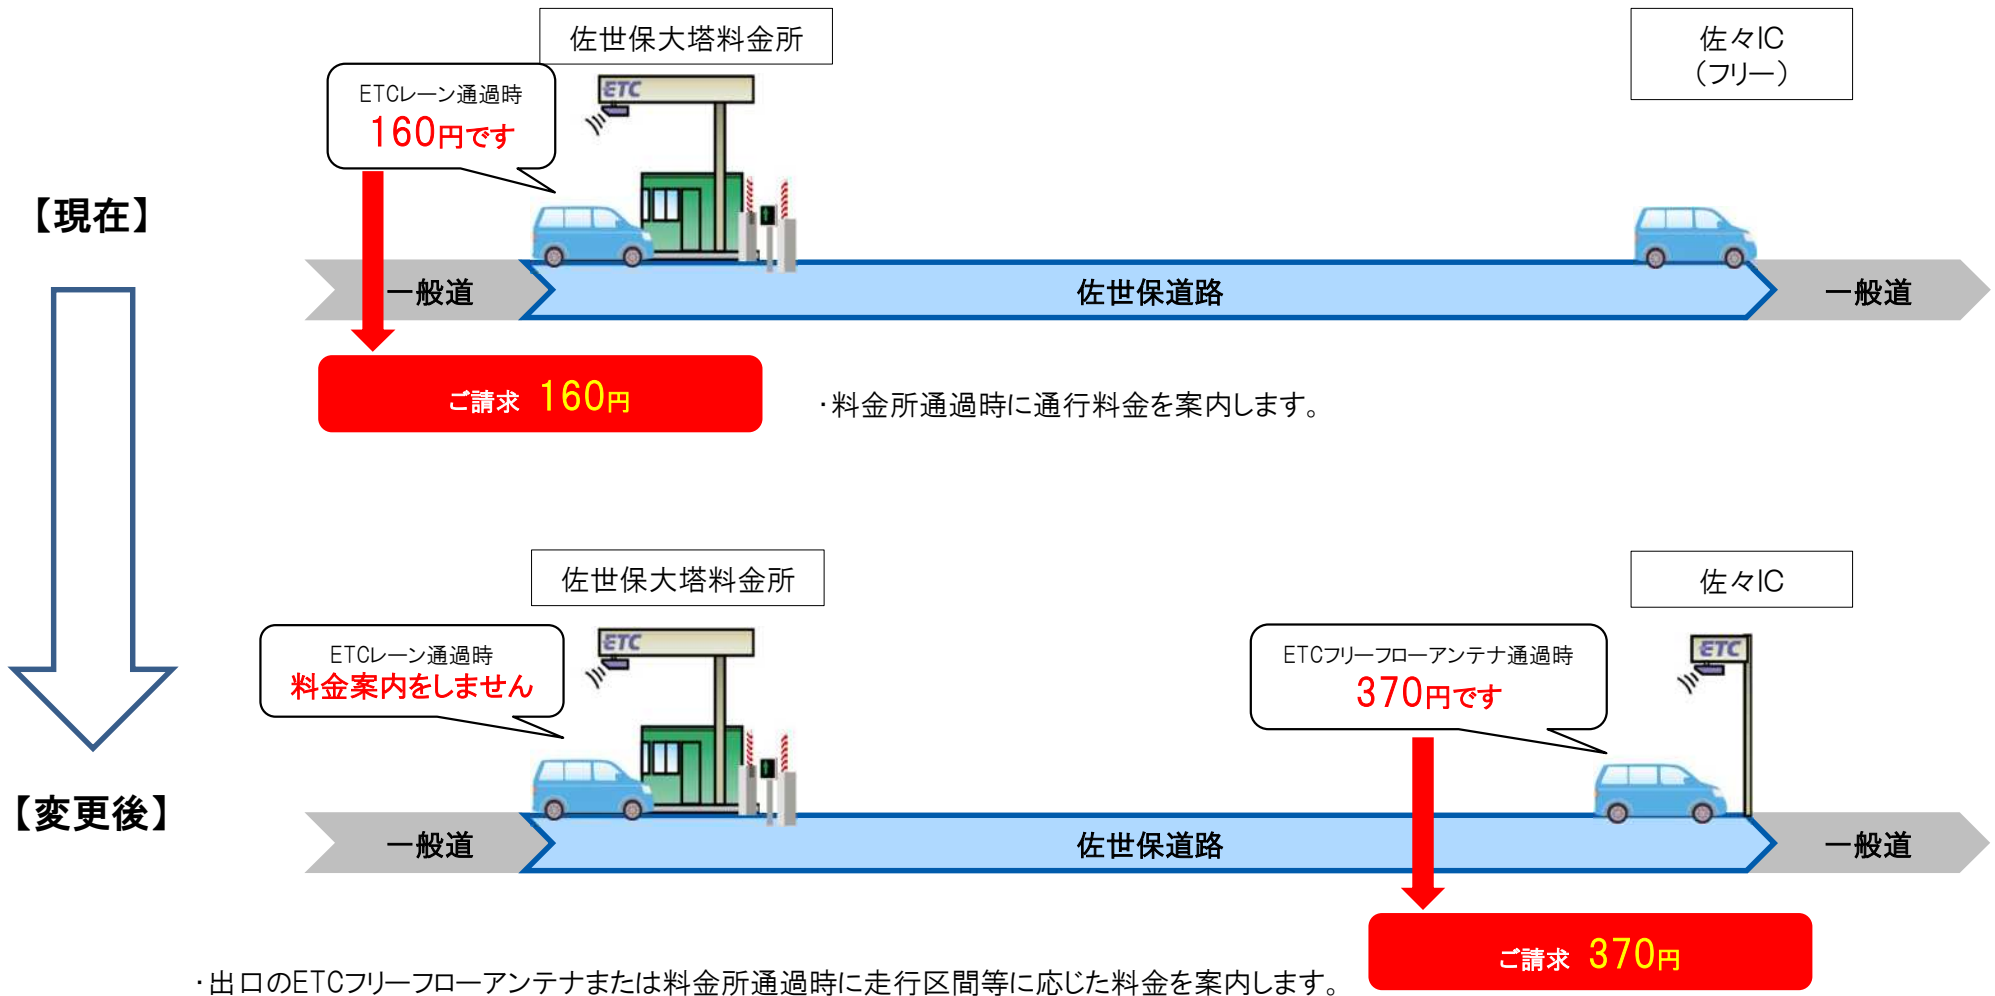 佐世保大塔料金所
佐々IC
（フリー）
ETCレーン通過時
160円です
ETC
【現在】
一般道
佐世保道路
一般道
ご請求 160円
・料金所通過時に通行料金を案内します。
佐世保大塔料金所
佐々IC
ETCレーン通過時
料金案内をしません
ETC
ETCフリーフローアンテナ通過時
370円です
ETC
【変更後】
一般道
佐世保道路
一般道
ご請求 370円
・出口のETCフリーフローアンテナまたは料金所通過時に走行区間等に応じた料金を案内します。